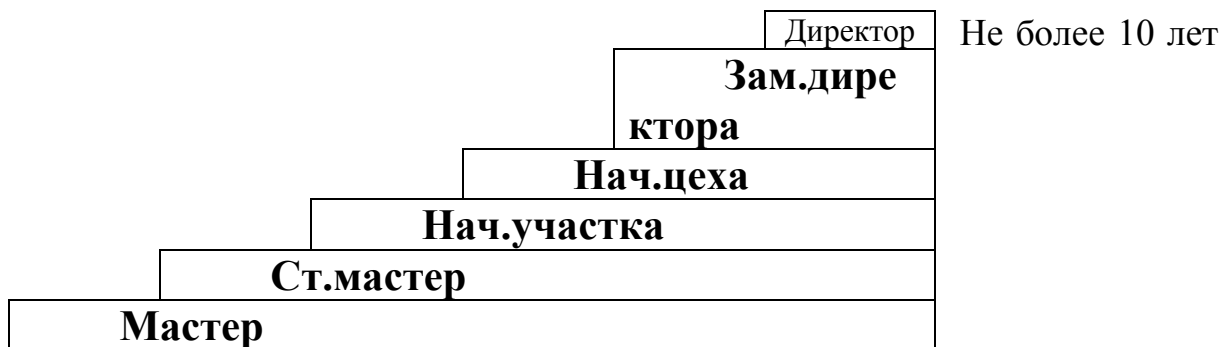 Директор Не более 10 лет
Зам.дире
ктора
Нач.цеха
Нач.участка
Ст.мастер
Мастер